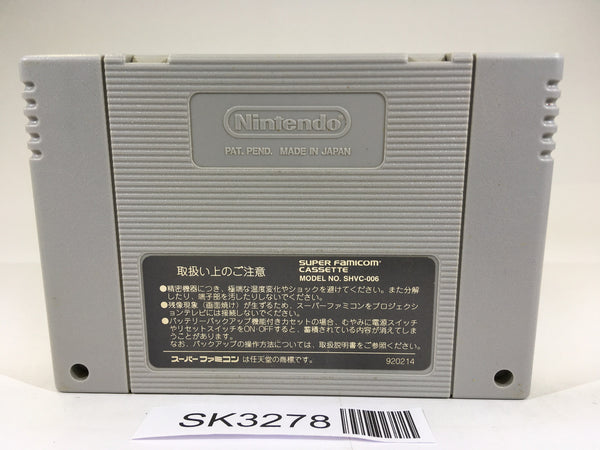 Nintendo
PAT. PEND. MADE IN JAPAN
取扱い上のご注意
SUPER FAMICOM
CASSETTE
MODEL NO. SHVC-006
●精密機器につき、極端な温度変化やショックを避けてください。また分解
したり、端子部を汚したりしないでください。
●残像現象（画面焼け）が生ずるため、スーパーファミコンをプロジェクシ
ョンテレビには接続しないでください。
●バッテリーバックアップ機能付きカセットの場合、むやみに電源スイッチ
やリセットスイッチをON OFFすると、蓄積されている内容が消えてしま
うことがあります。
なお、バックアップの操作方法については、取扱説明書をご参照ください。
スーパーファミコン は任天堂の商標です。
920214
SK3278